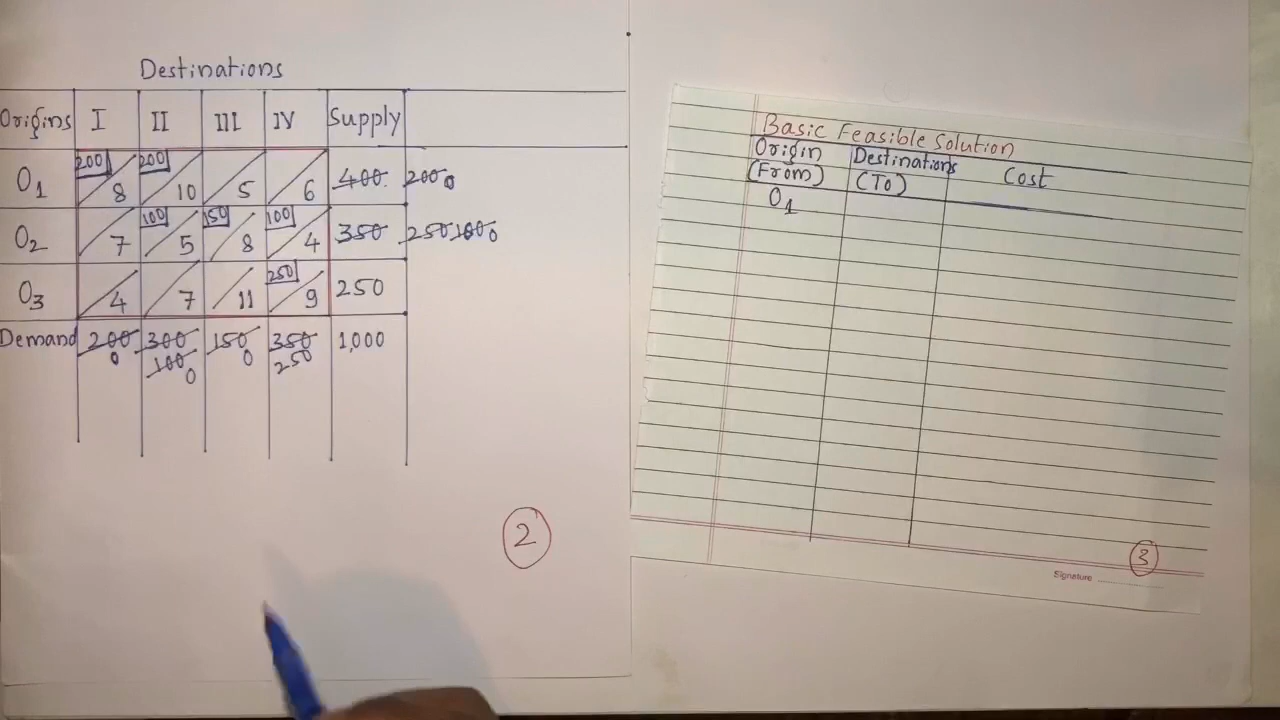 Destinations
Origins I II III IV Supply
200 200
O1 8 10 5 6 400. 200 0
100 150 100
O2 7 5 8 4 350 250 100 0
250
O3 4 7 11 9 250
Demand 200 300 150 350 1,000
0 100 0 250
0
2
Basic Feasible Solution
Origin Destinations Cost
(From) (To)
O1
3
Signature